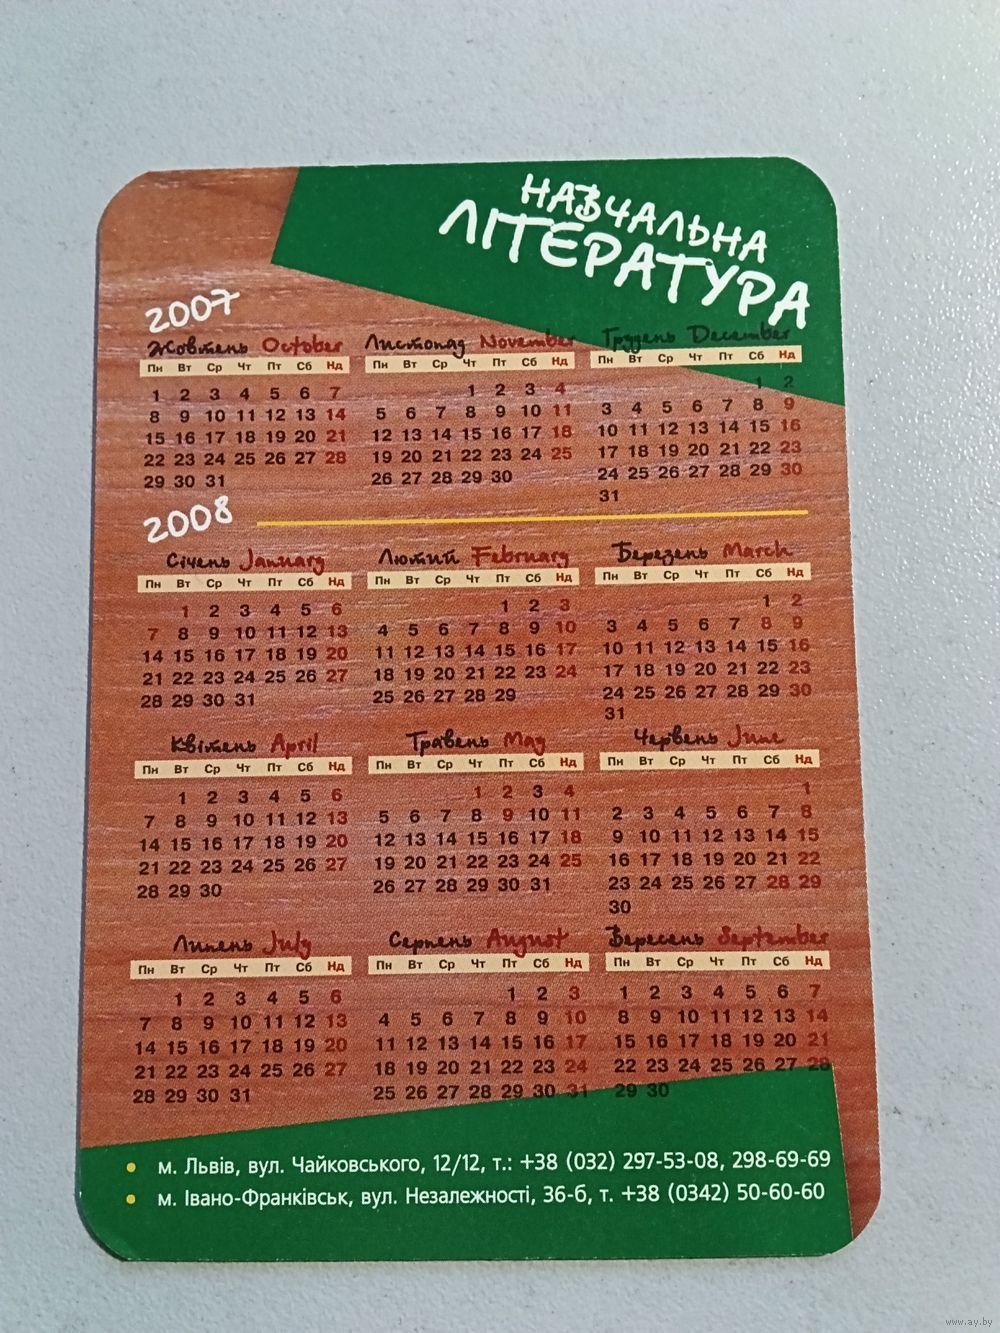 НАВЧАЛЬНА
ЛІТЕРАТУРА
2007
Жовтень October Листопад November Грудень December
Пн Вт Ср Чт Пт Сб Нд Пн Вт Ср Чт Пт Сб Нд Пн Вт Ср Чт Пт Сб Нд
1 2 3 4 5 6 7 1 2 3 4 1 2
8 9 10 11 12 13 14 5 6 7 8 9 10 11 3 4 5 6 7 8 9
15 16 17 18 19 20 21 12 13 14 15 16 17 18 10 11 12 13 14 15 16
22 23 24 25 26 27 28 19 20 21 22 23 24 25 17 18 19 20 21 22 23
29 30 31 26 27 28 29 30 24 25 26 27 28 29 30
31
2008
Січень January Лютий February Березень March
Пн Вт Ср Чт Пт Сб Нд Пн Вт Ср Чт Пт Сб Нд Пн Вт Ср Чт Пт Сб Нд
1 2 3 4 5 6 1 2 3 1 2
7 8 9 10 11 12 13 4 5 6 7 8 9 10 3 4 5 6 7 8 9
14 15 16 17 18 19 20 11 12 13 14 15 16 17 10 11 12 13 14 15 16
21 22 23 24 25 26 27 18 19 20 21 22 23 24 17 18 19 20 21 22 23
28 29 30 31 25 26 27 28 29 24 25 26 27 28 29 30
31
Квітень April Травень May Червень June
Пн Вт Ср Чт Пт Сб Нд Пн Вт Ср Чт Пт Сб Нд Пн Вт Ср Чт Пт Сб Нд
1 2 3 4 5 6 1 2 3 4 1
7 8 9 10 11 12 13 5 6 7 8 9 10 11 2 3 4 5 6 7 8
14 15 16 17 18 19 20 12 13 14 15 16 17 18 9 10 11 12 13 14 15
21 22 23 24 25 26 27 19 20 21 22 23 24 25 16 17 18 19 20 21 22
28 29 30 26 27 28 29 30 31 23 24 25 26 27 28 29
30
Липень July Серпень August Вересень September
Пн Вт Ср Чт Пт Сб Нд Пн Вт Ср Чт Пт Сб Нд Пн Вт Ср Чт Пт Сб Нд
1 2 3 4 5 6 1 2 3 1 2 3 4 5 6 7
7 8 9 10 11 12 13 4 5 6 7 8 9 10 8 9 10 11 12 13 14
14 15 16 17 18 19 20 11 12 13 14 15 16 17 15 16 17 18 19 20 21
21 22 23 24 25 26 27 18 19 20 21 22 23 24 22 23 24 25 26 27 28
28 29 30 31 25 26 27 28 29 30 31 29 30
• м. Львів, вул. Чайковського, 12/12, т.: +38 (032) 297-53-08, 298-69-69
• м. Івано-Франківськ, вул. Незалежності, 36-б, т. +38 (0342) 50-60-60
www.ay.by